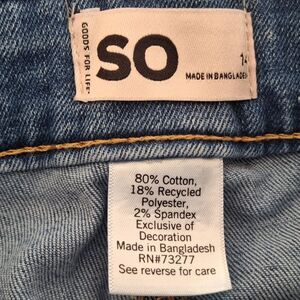 GOODS FOR LIFE.
SO
14
MADE IN BANGLADESH
80% Cotton,
18% Recycled
Polyester,
2% Spandex
Exclusive of
Decoration
Made in Bangladesh
RN#73277
See reverse for care